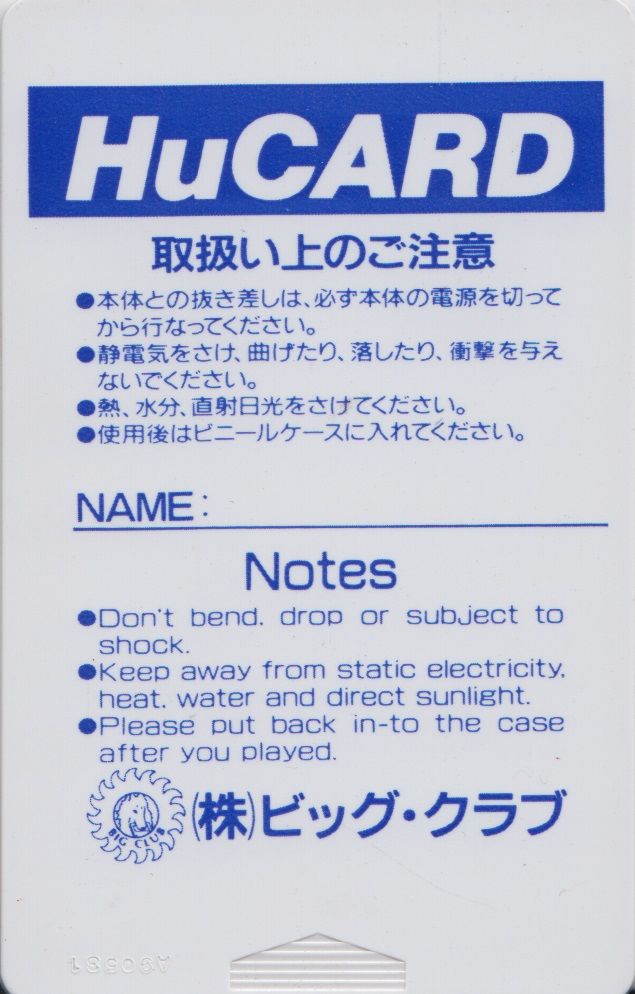 HuCARD
取扱い上のご注意
●本体との抜き差しは、必ず本体の電源を切って
から行なってください。
●静電気をさけ、曲げたり、落したり、衝撃を与え
ないでください。
●熱、水分、直射日光をさけてください。
●使用後はビニールケースに入れてください。
NAME:
Notes
●Don't bend. drop or subject to
shock.
●Keep away from static electricity,
heat. water and direct sunlight.
●Please put back in-to the case
after you played.
BIG CLUB
(株)ビッグ・クラブ
A90581